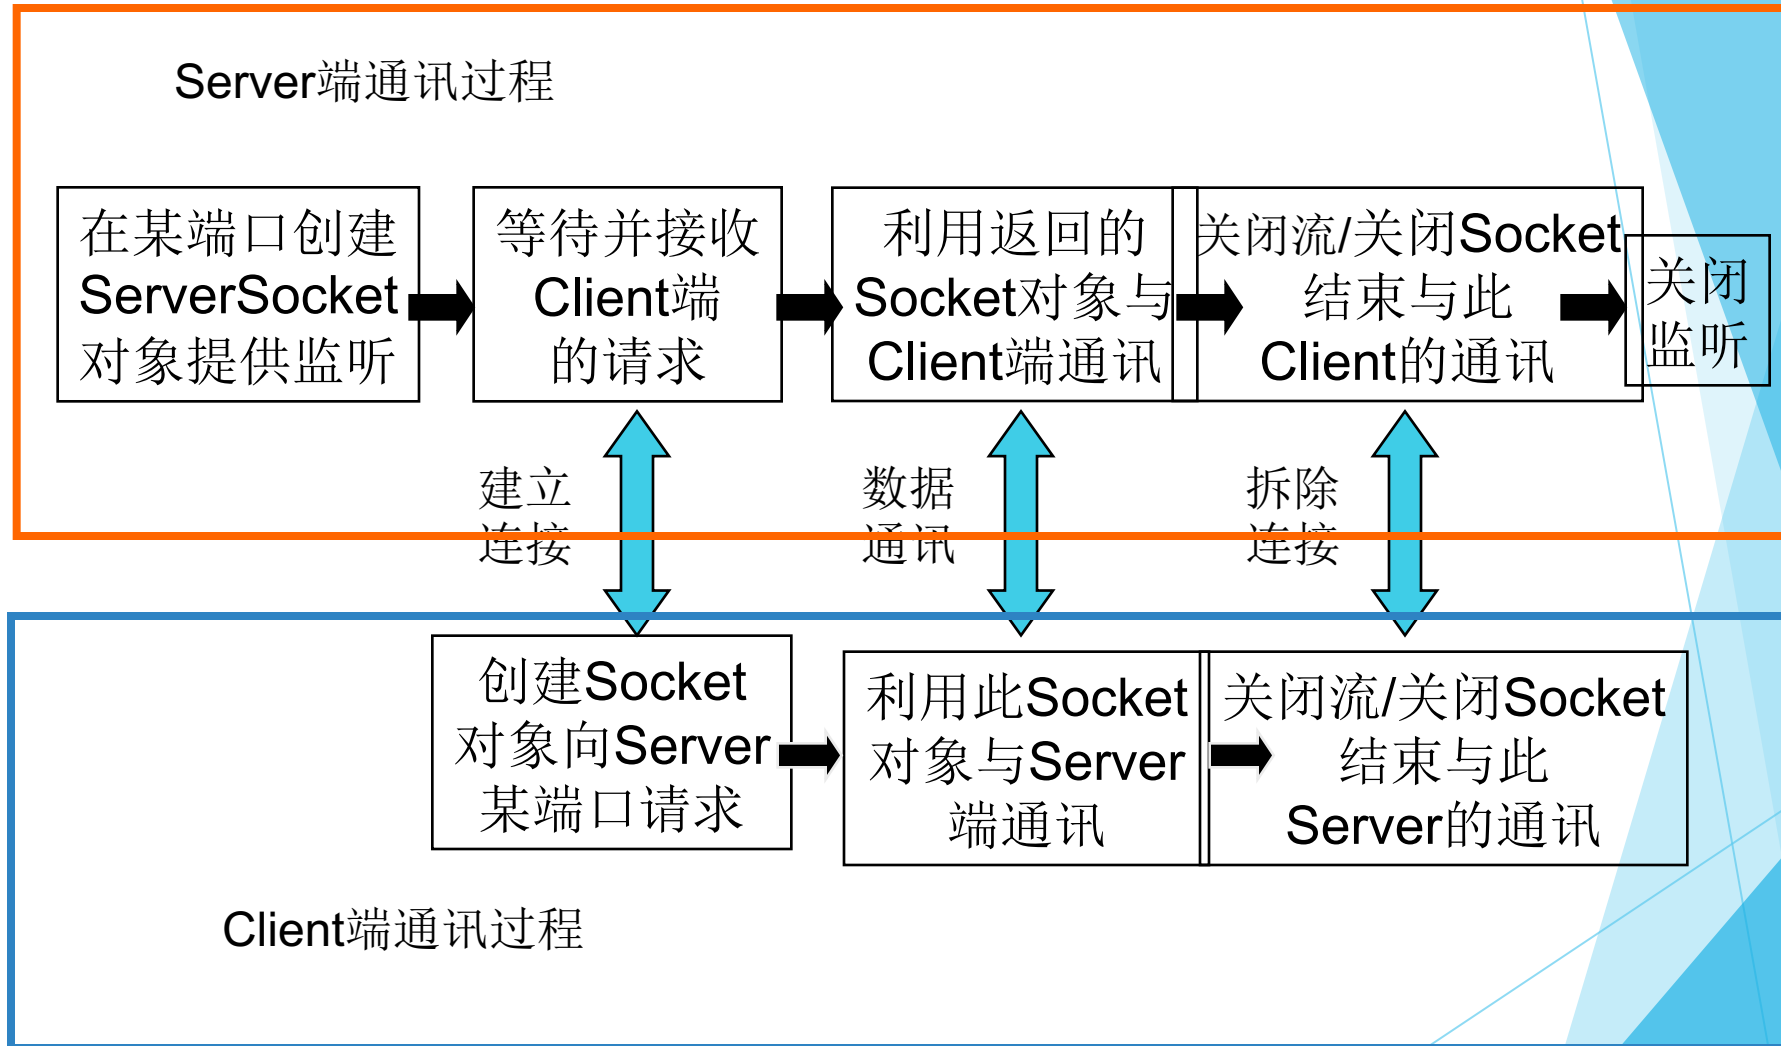 Server端通讯过程
在某端口创建
ServerSocket
对象提供监听
等待并接收
Client端
的请求
利用返回的
Socket对象与
Client端通讯
关闭流/关闭Socket
结束与此
Client的通讯
关闭
监听
建立
连接
数据
通讯
拆除
连接
创建Socket
对象向Server
某端口请求
利用此Socket
对象与Server
端通讯
关闭流/关闭Socket
结束与此
Server的通讯
Client端通讯过程